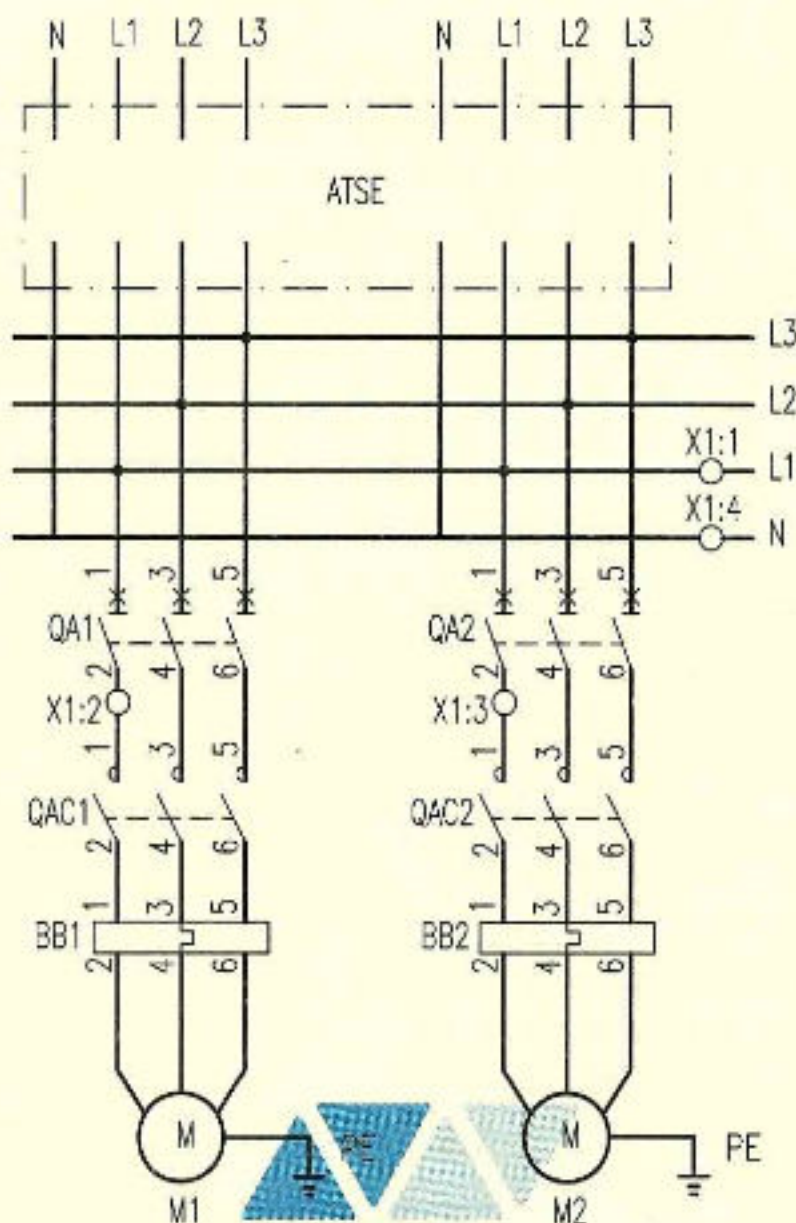 N L1 L2 L3 N L1 L2 L3
ATSE
L3
L2
X1:1
L1
X1:4
N
1 3 5 1 3 5
QA1 QA2
2 4 6 2 4 6
X1:2 X1:3
1 3 5 1 3 5
QAC1 QAC2
2 4 6 2 4 6
1 3 5 1 3 5
BB1 BB2
2 4 6 2 4 6
M PE M PE
M1 M2